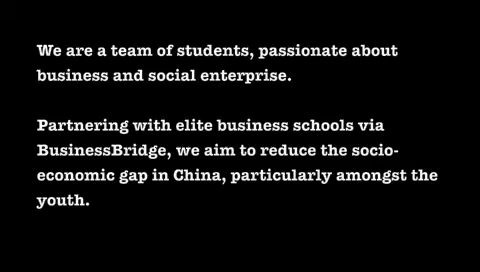 We are a team of students, passionate about
business and social enterprise.
Partnering with elite business schools via
BusinessBridge, we aim to reduce the socio-
economic gap in China, particularly amongst the
youth.